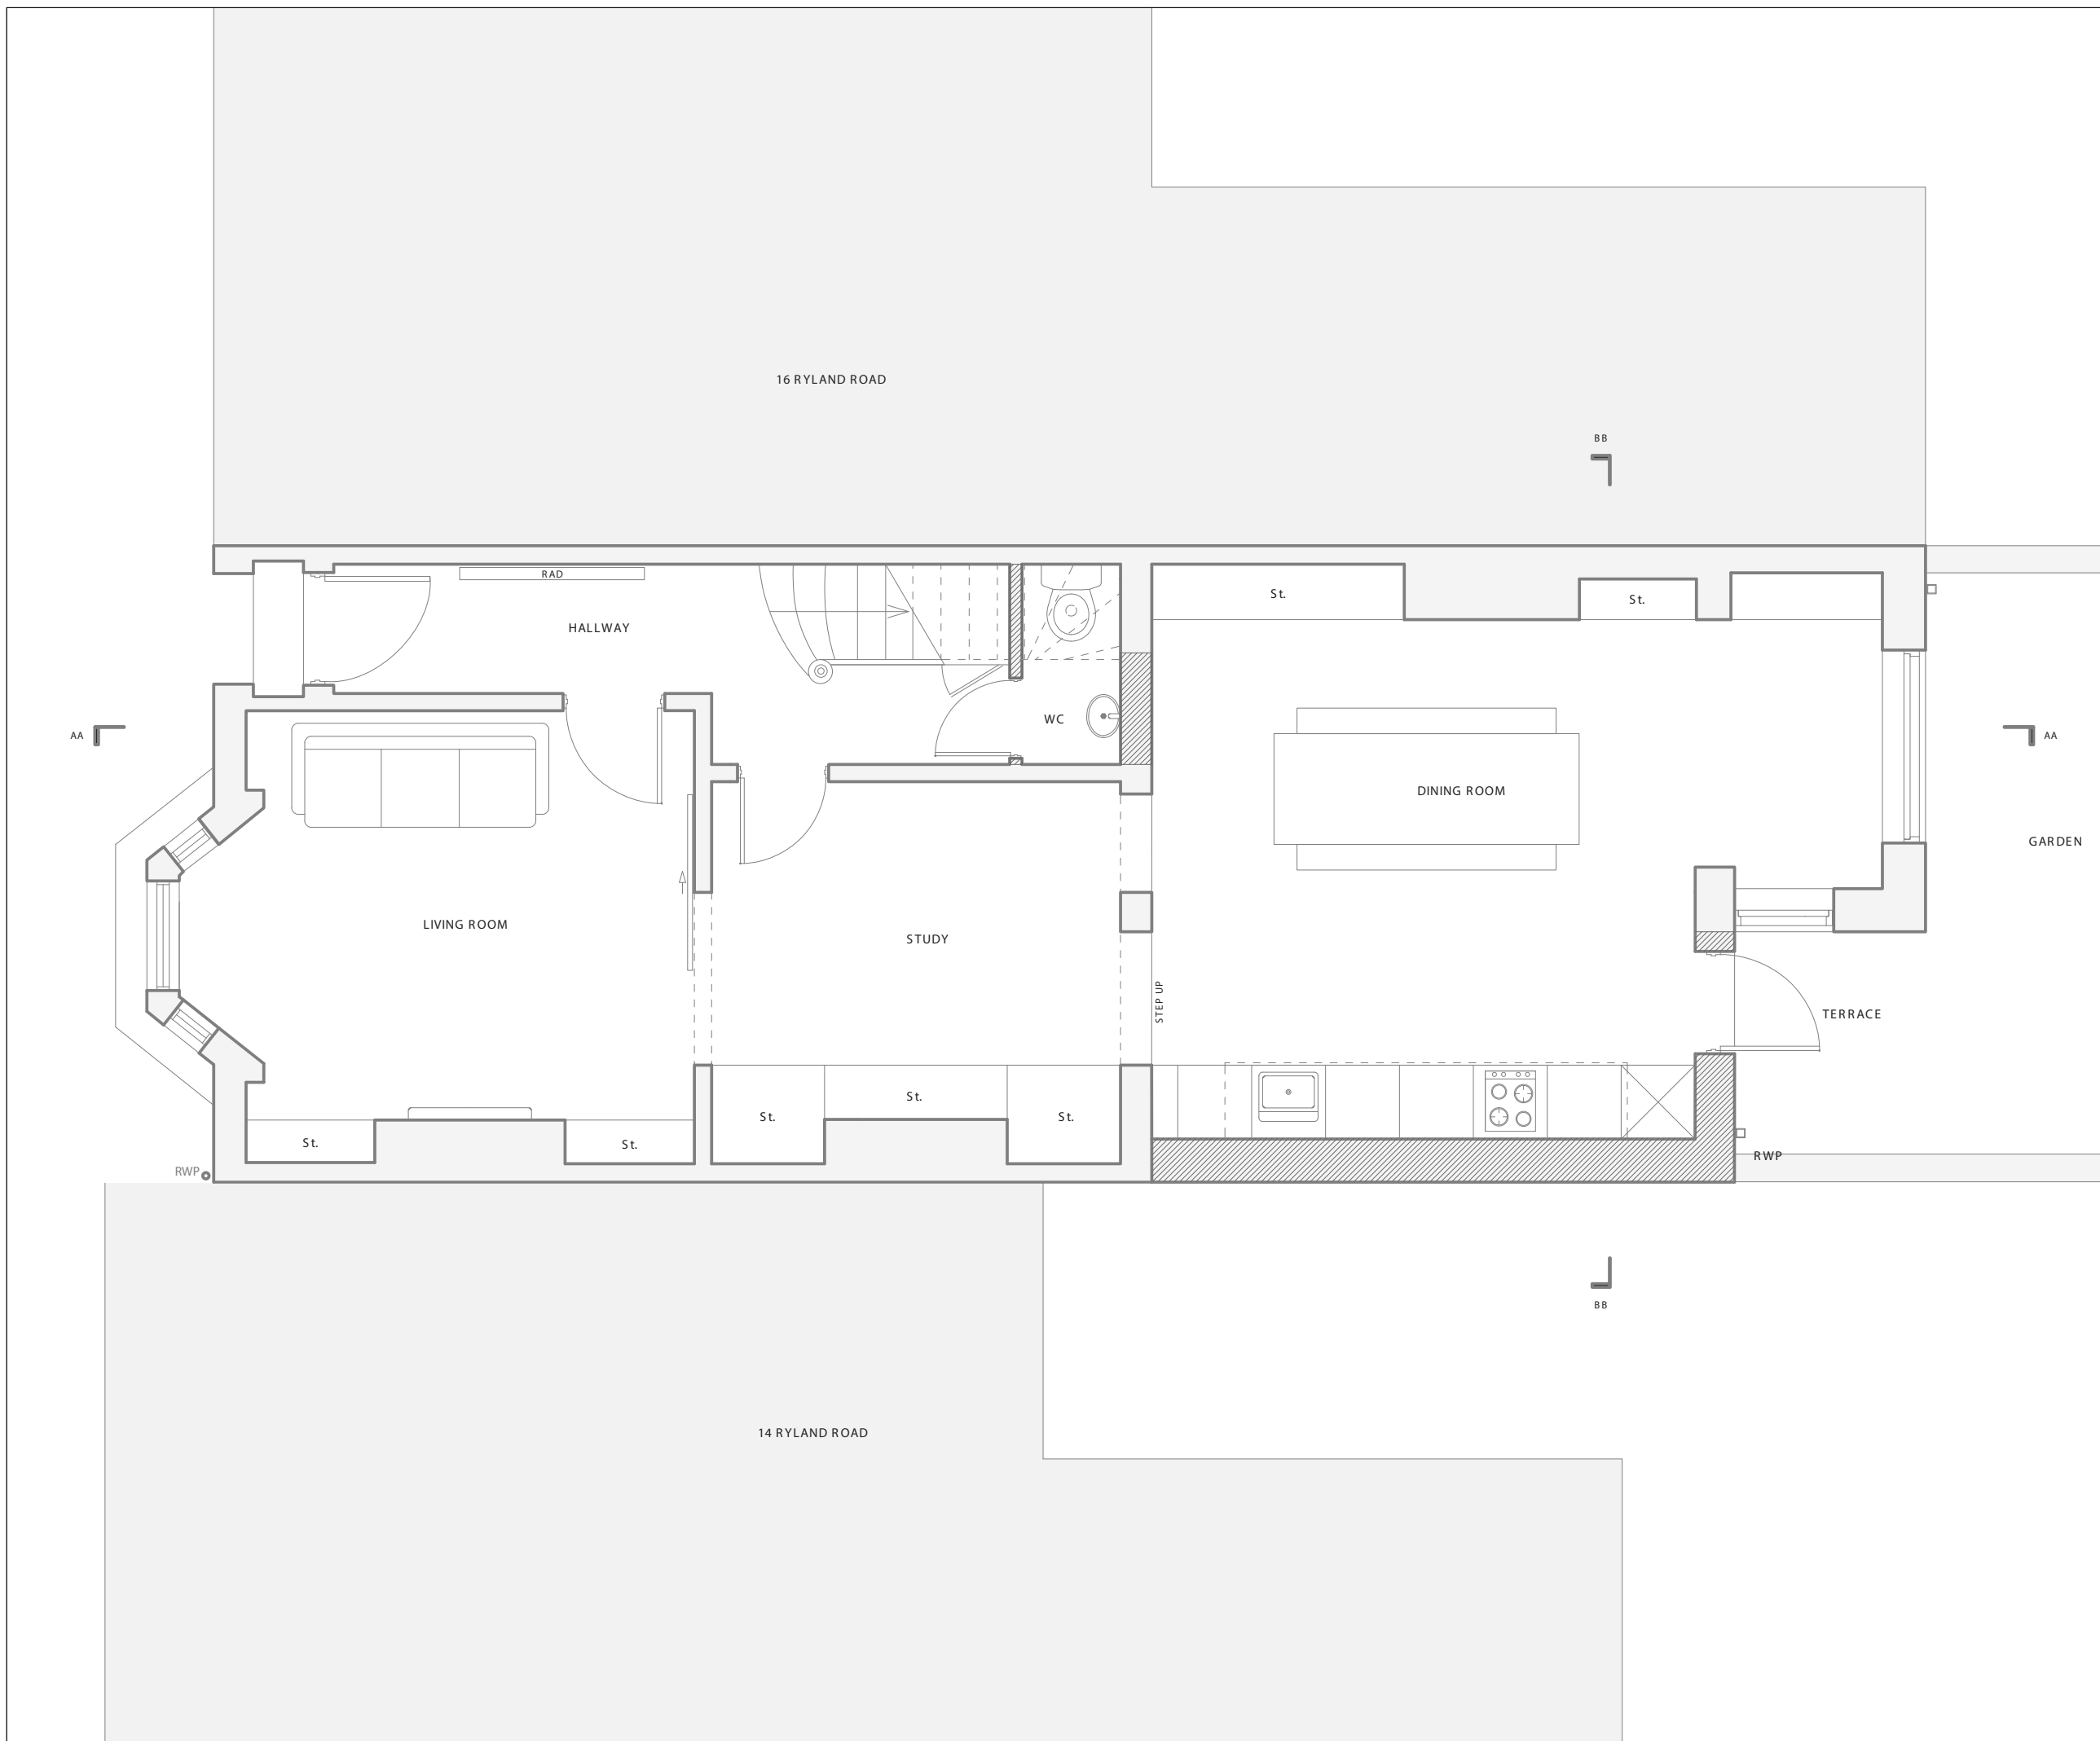 16 RYLAND ROAD
BB
RAD
St.
St.
HALLWAY
WC
AA
AA
DINING ROOM
GARDEN
LIVING ROOM
STUDY
STEP UP
TERRACE
St.
St.
St.
St.
St.
RWP
RWP
BB
14 RYLAND ROAD